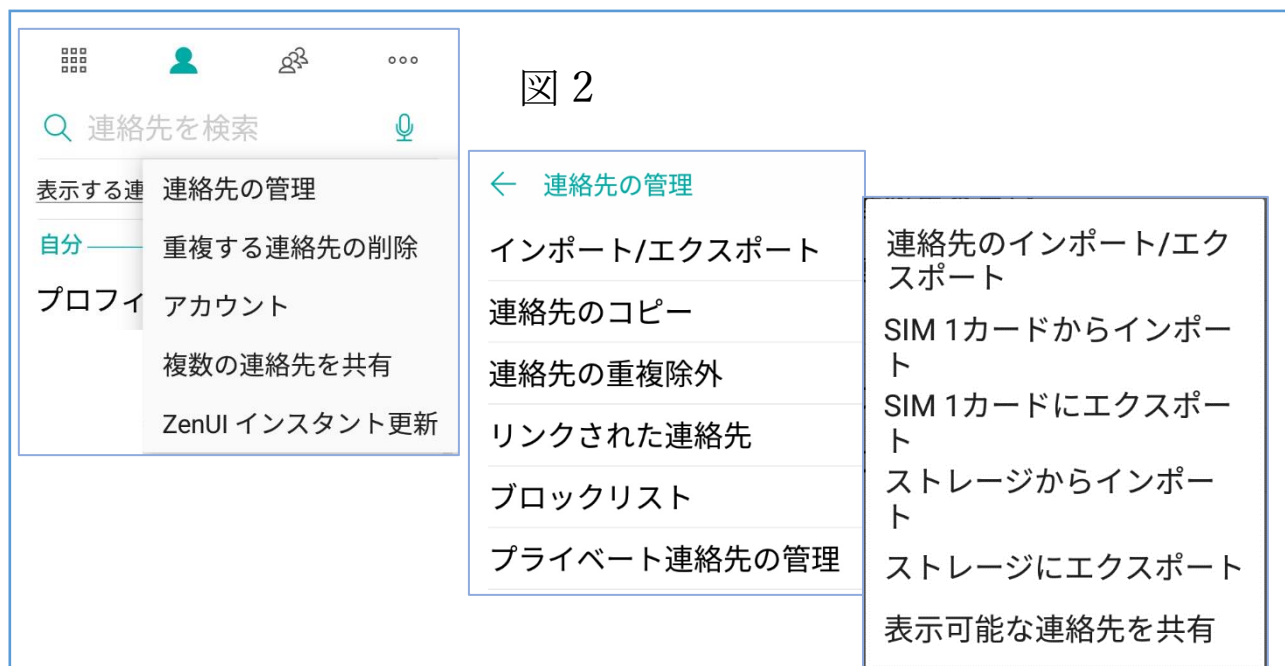 図２
連絡先を検索
表示する連
自分
プロフィ
連絡先の管理
重複する連絡先の削除
アカウント
複数の連絡先を共有
ZenUI インスタント更新
連絡先の管理
インポート/エクスポート
連絡先のコピー
連絡先の重複除外
リンクされた連絡先
ブロックリスト
プライベート連絡先の管理
連絡先のインポート/エク
スポート
SIM 1カードからインポー
ト
SIM 1カードにエクスポー
ト
ストレージからインポー
ト
ストレージにエクスポート
表示可能な連絡先を共有